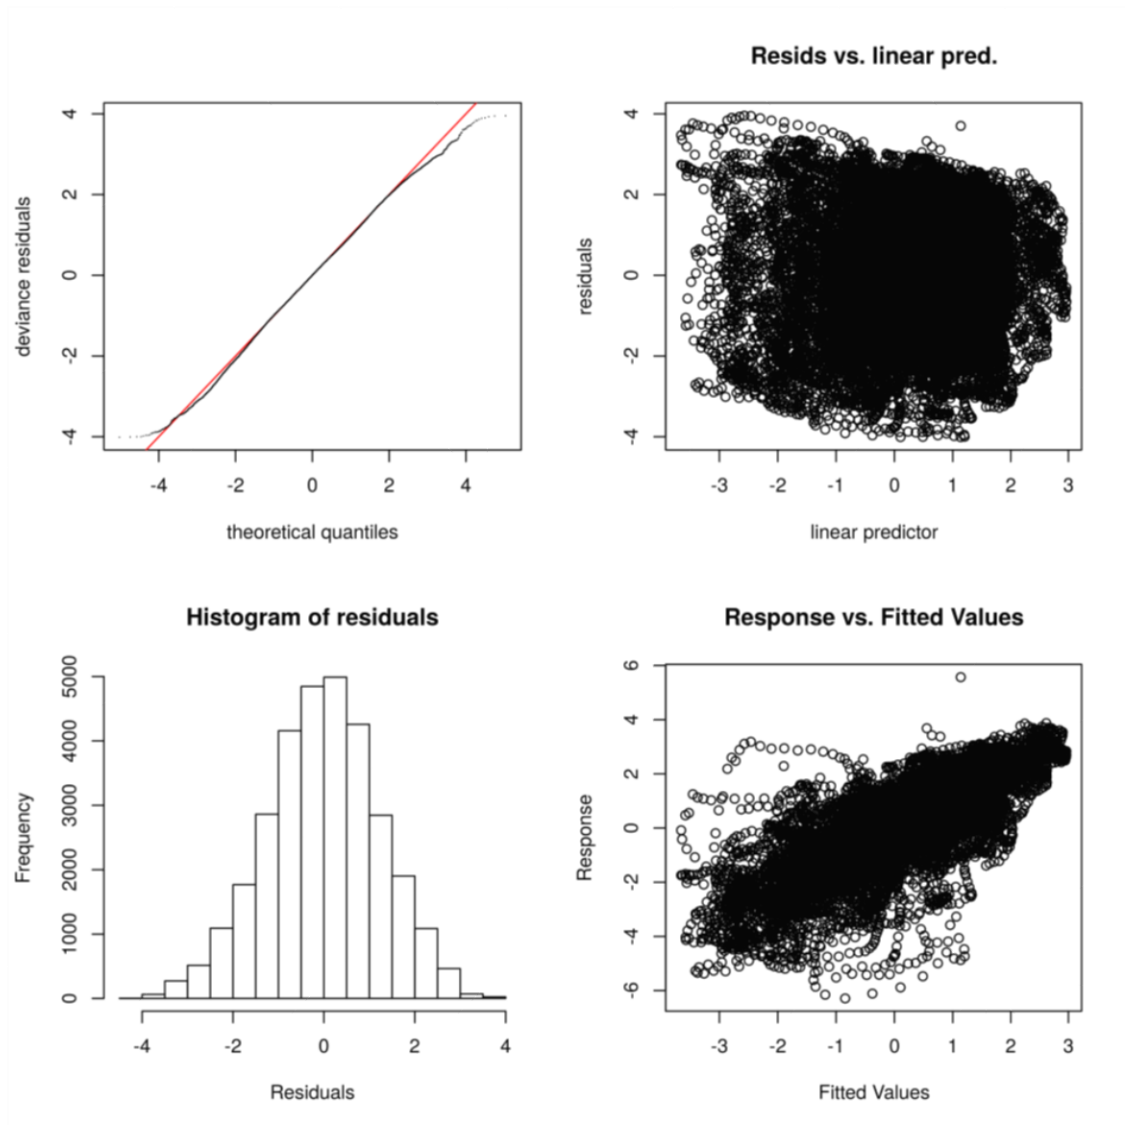 Resids vs. linear pred.
deviance residuals
4
2
0
-2
-4
-4 -2 0 2 4
theoretical quantiles
residuals
4
2
0
-2
-4
-3 -2 -1 0 1 2 3
linear predictor
Histogram of residuals
Frequency
5000
4000
3000
2000
1000
0
-4 -2 0 2 4
Residuals
Response vs. Fitted Values
Response
6
4
2
0
-2
-4
-6
-3 -2 -1 0 1 2 3
Fitted Values